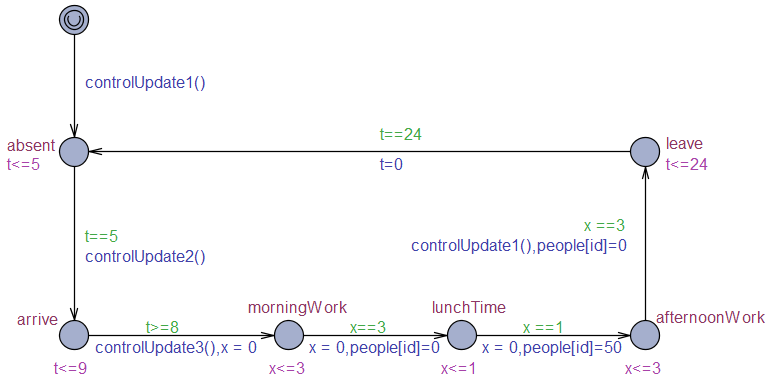 controlUpdate1()
absent
t<=5
t==24
t=0
leave
t<=24
t==5
controlUpdate2()
x ==3
controlUpdate1(),people[id]=0
arrive
t<=9
t>=8
controlUpdate3(),x = 0
morningWork
x<=3
x==3
x = 0,people[id]=0
lunchTime
x<=1
x ==1
x = 0,people[id]=50
afternoonWork
x<=3